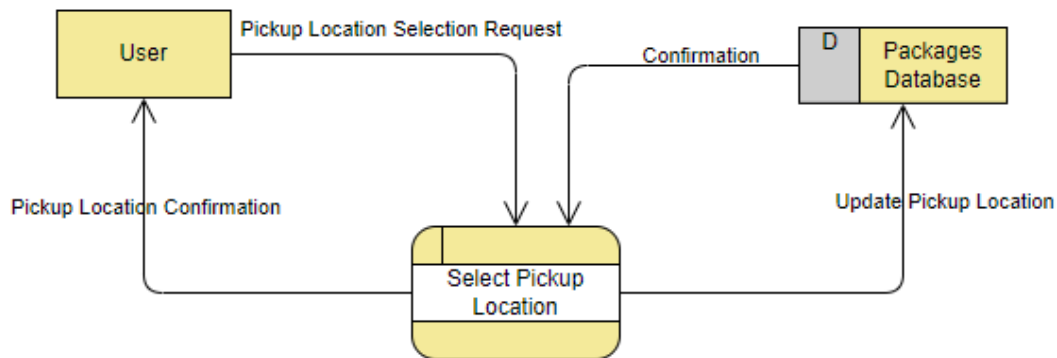 Pickup Location Selection Request
User
D
Packages
Database
Confirmation
Pickup Location Confirmation
Update Pickup Location
Select Pickup
Location